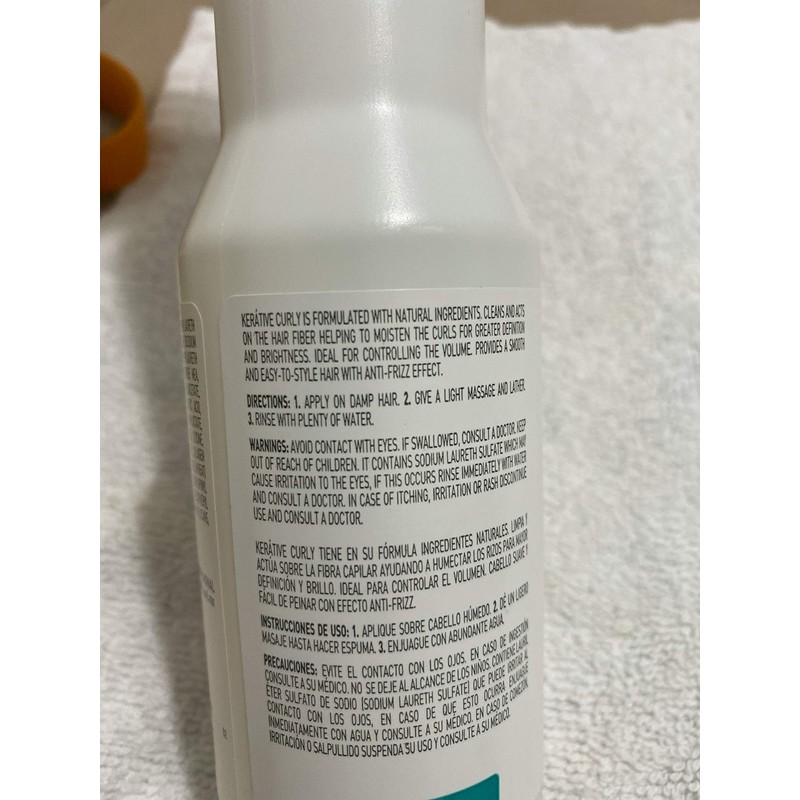 KERÁTIVE CURLY IS FORMULATED WITH NATURAL INGREDIENTS. CLEANS AND ACTS
ON THE HAIR FIBER HELPING TO MOISTEN THE CURLS FOR GREATER DEFINITION
AND BRIGHTNESS. IDEAL FOR CONTROLLING THE VOLUME. PROVIDES A SMOOTH
AND EASY-TO-STYLE HAIR WITH ANTI-FRIZZ EFFECT.
DIRECTIONS: 1. APPLY ON DAMP HAIR. 2. GIVE A LIGHT MASSAGE AND LATHER.
3. RINSE WITH PLENTY OF WATER.
WARNINGS: AVOID CONTACT WITH EYES. IF SWALLOWED, CONSULT A DOCTOR. KEEP
OUT OF REACH OF CHILDREN. IT CONTAINS SODIUM LAURETH SULFATE WHICH MAY
CAUSE IRRITATION TO THE EYES, IF THIS OCCURS RINSE IMMEDIATELY WITH WATER
AND CONSULT A DOCTOR. IN CASE OF ITCHING, IRRITATION OR RASH DISCONTINUE
USE AND CONSULT A DOCTOR.
KERÁTIVE CURLY TIENE EN SU FÓRMULA INGREDIENTES NATURALES. LIMPIA Y
ACTÚA SOBRE LA FIBRA CAPILAR AYUDANDO A HUMECTAR LOS RIZOS PARA MAYOR
DEFINICIÓN Y BRILLO. IDEAL PARA CONTROLAR EL VOLUMEN. CABELLO SUAVE Y
FÁCIL DE PEINAR CON EFECTO ANTI-FRIZZ.
INSTRUCCIONES DE USO: 1. APLIQUE SOBRE CABELLO HÚMEDO. 2. DÉ UN LIGERO
MASAJE HASTA HACER ESPUMA. 3. ENJUAGUE CON ABUNDANTE AGUA.
PRECAUCIONES: EVITE EL CONTACTO CON LOS OJOS. EN CASO DE INGESTIÓN
CONSULTE A SU MÉDICO. NO SE DEJE AL ALCANCE DE LOS NIÑOS. CONTIENE LAURIL
ÉTER SULFATO DE SODIO (SODIUM LAURETH SULFATE) QUE PUEDE IRRITAR AL
CONTACTO CON LOS OJOS, EN CASO DE QUE ESTO OCURRA ENJUAGUE
INMEDIATAMENTE CON AGUA Y CONSULTE A SU MÉDICO. EN CASO DE COMEZÓN,
IRRITACIÓN O SALPULLIDO SUSPENDA SU USO Y CONSULTE A SU MÉDICO.